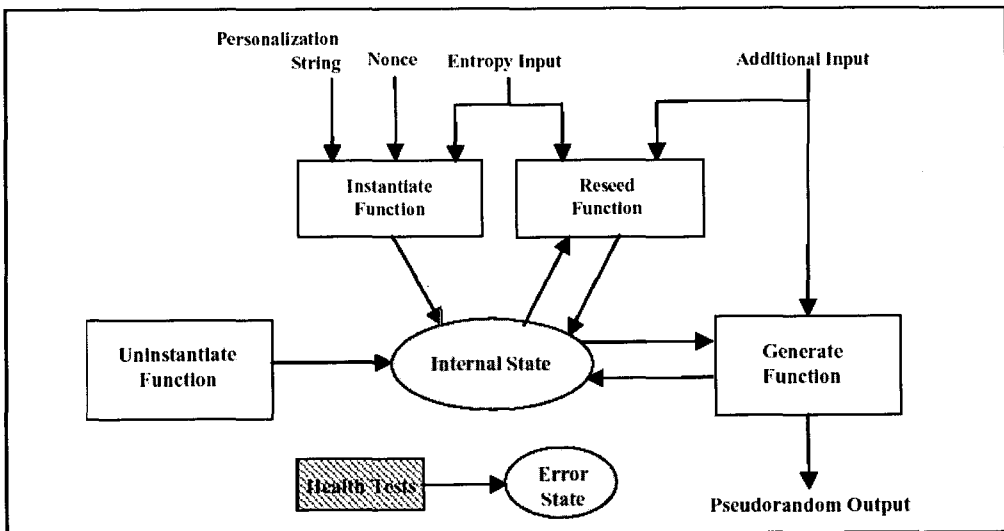 Personalization
String
Nonce
Entropy Input
Additional Input
Instantiate
Function
Reseed
Function
Uninstantiate
Function
Internal State
Generate
Function
Health Tests
Error
State
Pseudorandom Output